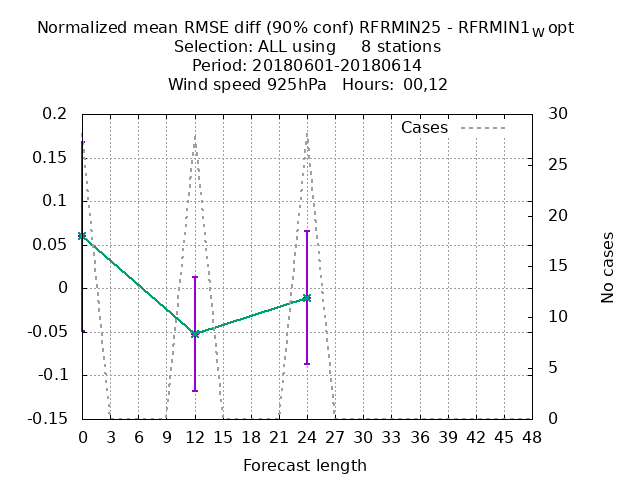 Normalized mean RMSE diff (90% conf) RFRMIN25 - RFRMIN1w opt
Selection: ALL using 8 stations
Period: 20180601-20180614
Wind speed 925hPa Hours: 00,12
Cases
0.2
0.15
0.1
0.05
0
-0.05
-0.1
-0.15
30
25
20
15
10
5
0
No cases
0 3 6 9 12 15 18 21 24 27 30 33 36 39 42 45 48
Forecast length